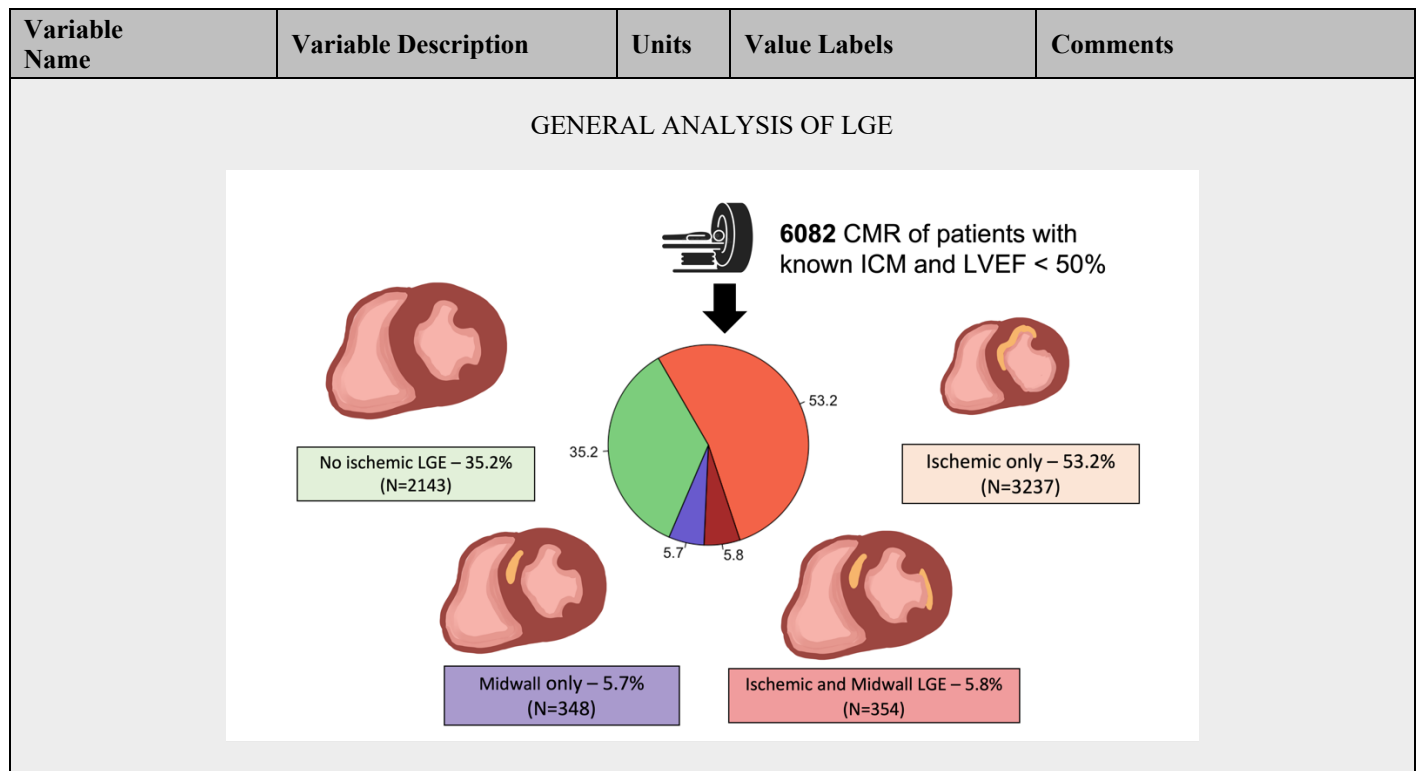 Variable
Name
Variable Description
Units
Value Labels
Comments
GENERAL ANALYSIS OF LGE
6082 CMR of patients with
known ICM and LVEF < 50%
53.2
35.2
5.7
5.8
No ischemic LGE – 35.2%
(N=2143)
Ischemic only – 53.2%
(N=3237)
Midwall only – 5.7%
(N=348)
Ischemic and Midwall LGE – 5.8%
(N=354)